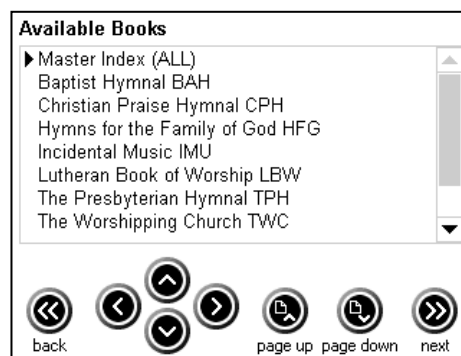 Available Books
Master Index (ALL)
Baptist Hymnal BAH
Christian Praise Hymnal CPH
Hymns for the Family of God HFG
Incidental Music IMU
Lutheran Book of Worship LBW
The Presbyterian Hymnal TPH
The Worshipping Church TWC
back page up page down next